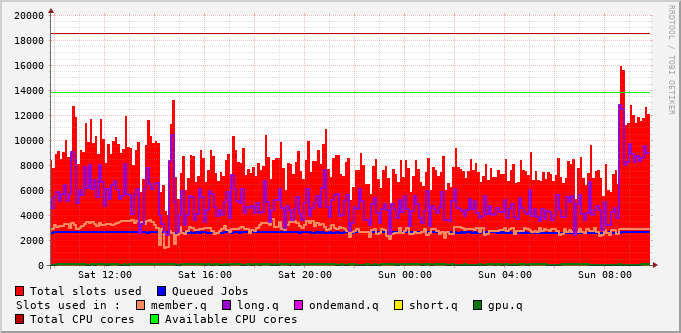 20000
18000
16000
14000
12000
10000
8000
6000
4000
2000
0
Sat 12:00 Sat 16:00 Sat 20:00 Sun 00:00 Sun 04:00 Sun 08:00
Total slots used Queued Jobs
Slots used in : member.q long.q ondemand.q short.q gpu.q
Total CPU cores Available CPU cores
RRDTOOL / TOBI OETIKER